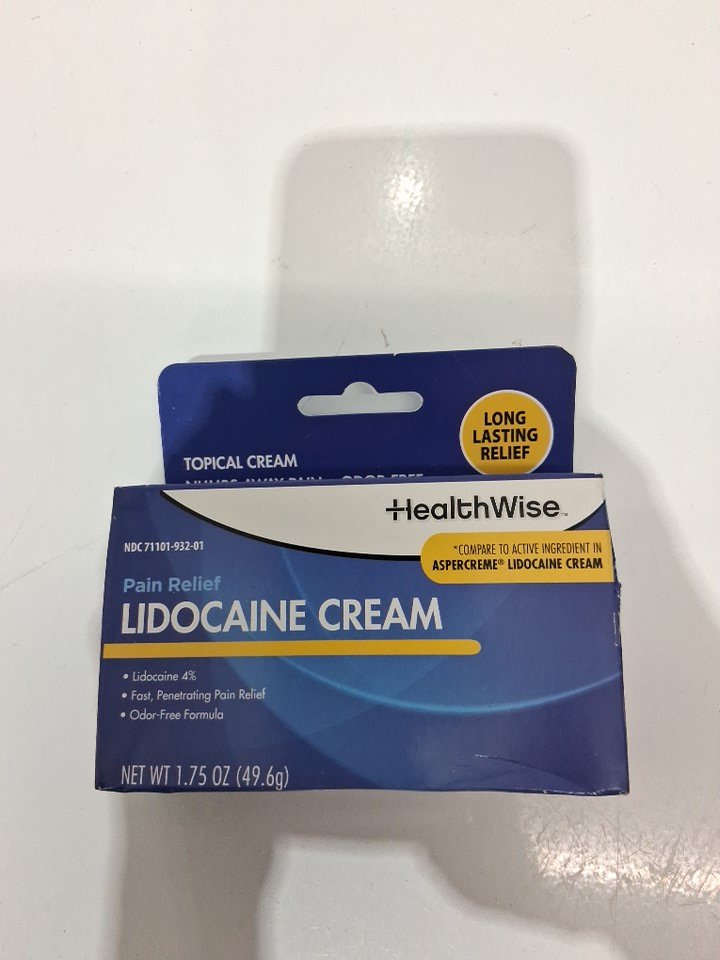 LONG
LASTING
RELIEF
TOPICAL CREAM
HealthWise™
NDC 71101-932-01
*COMPARE TO ACTIVE INGREDIENT IN
ASPERCREME® LIDOCAINE CREAM
Pain Relief
LIDOCAINE CREAM
• Lidocaine 4%
• Fast, Penetrating Pain Relief
• Odor-Free Formula
NET WT 1.75 OZ (49.6g)